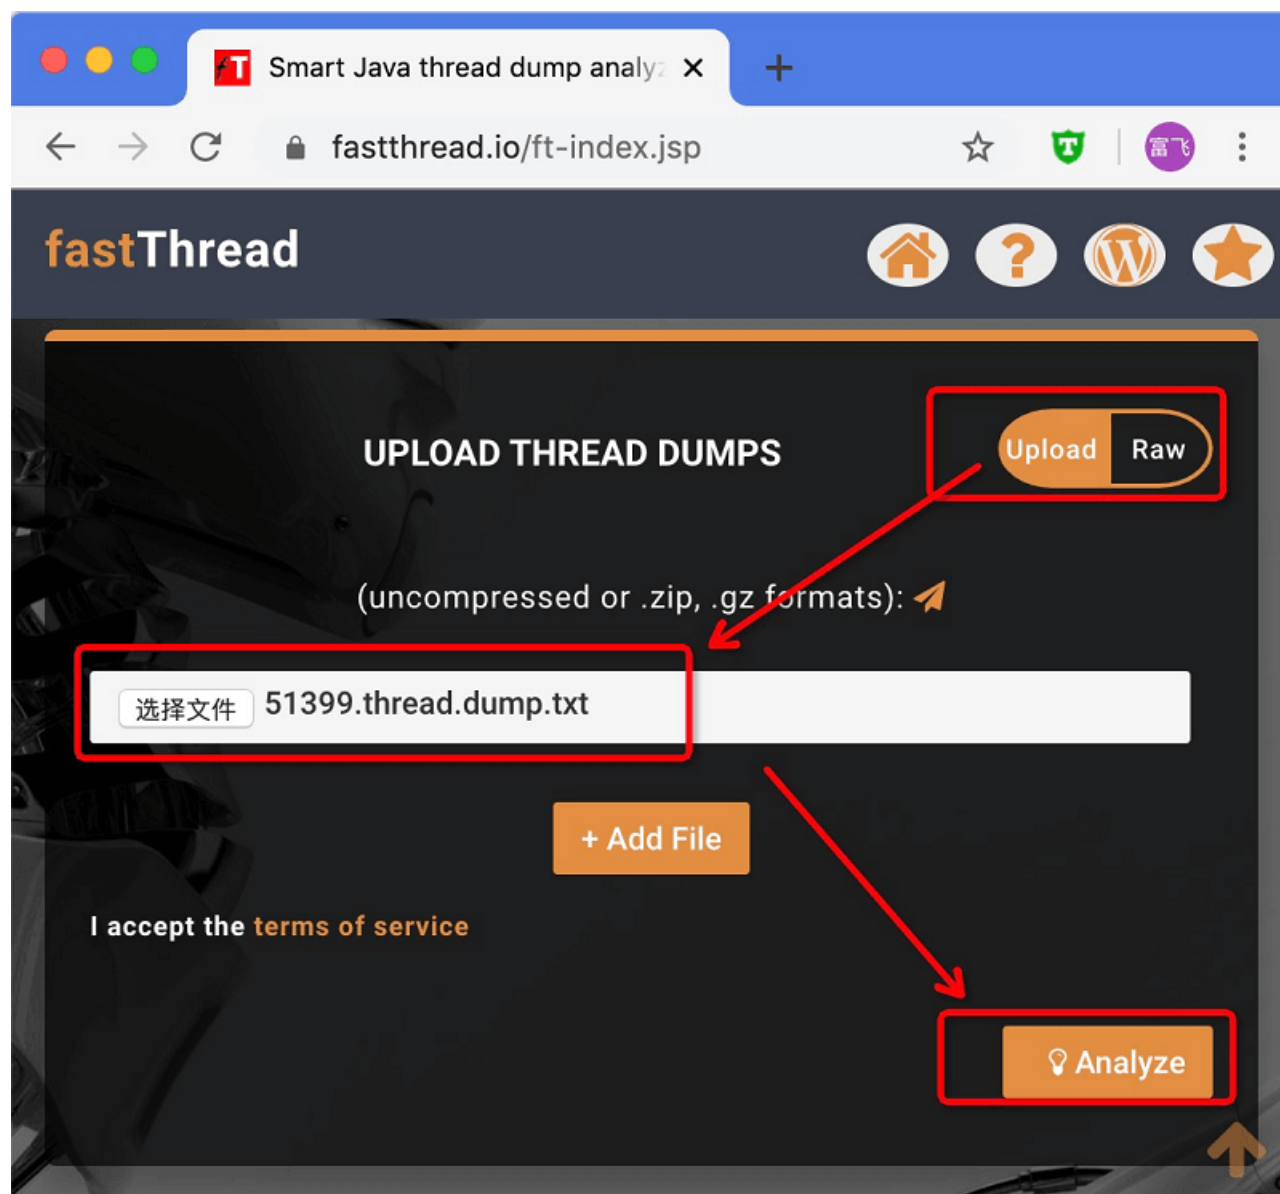 fT Smart Java thread dump analyz
fastthread.io/ft-index.jsp 富飞
fastThread
UPLOAD THREAD DUMPS
Upload Raw
(uncompressed or .zip, .gz formats):
选择文件 51399.thread.dump.txt
+ Add File
I accept the terms of service
Analyze